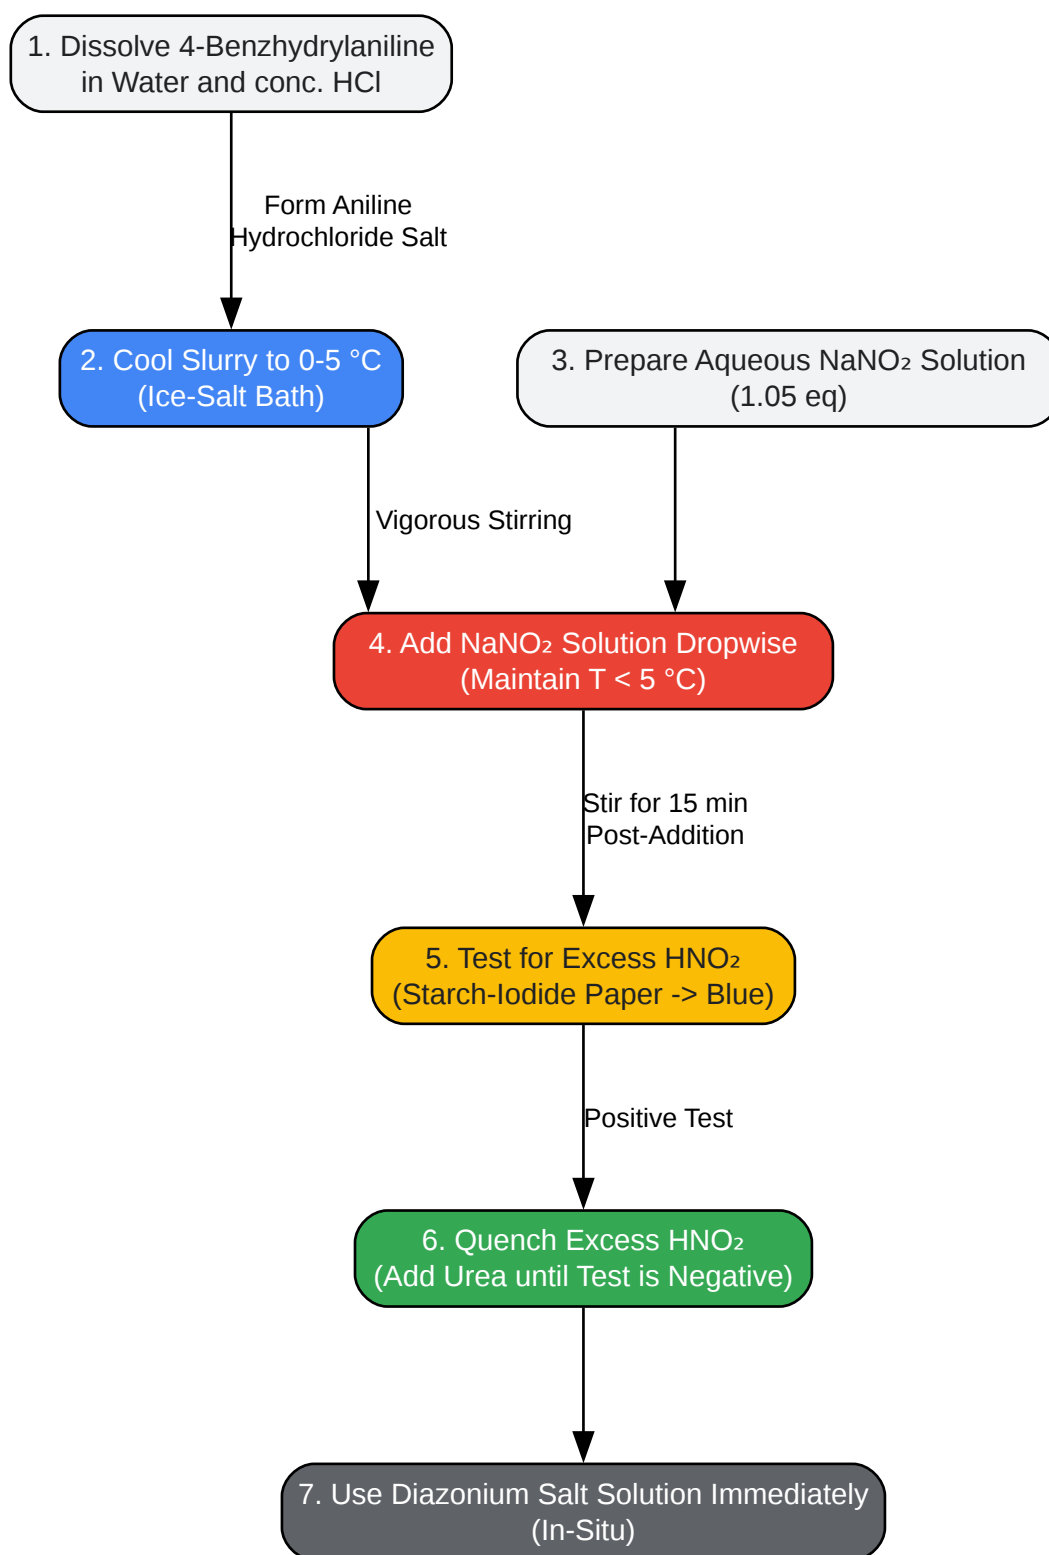 1. Dissolve 4-Benzhydrylaniline
in Water and conc. HCl
Form Aniline
Hydrochloride Salt
2. Cool Slurry to 0-5 °C
(Ice-Salt Bath)
3. Prepare Aqueous NaNO₂ Solution
(1.05 eq)
Vigorous Stirring
4. Add NaNO₂ Solution Dropwise
(Maintain T < 5 °C)
Stir for 15 min
Post-Addition
5. Test for Excess HNO₂
(Starch-Iodide Paper -> Blue)
Positive Test
6. Quench Excess HNO₂
(Add Urea until Test is Negative)
7. Use Diazonium Salt Solution Immediately
(In-Situ)